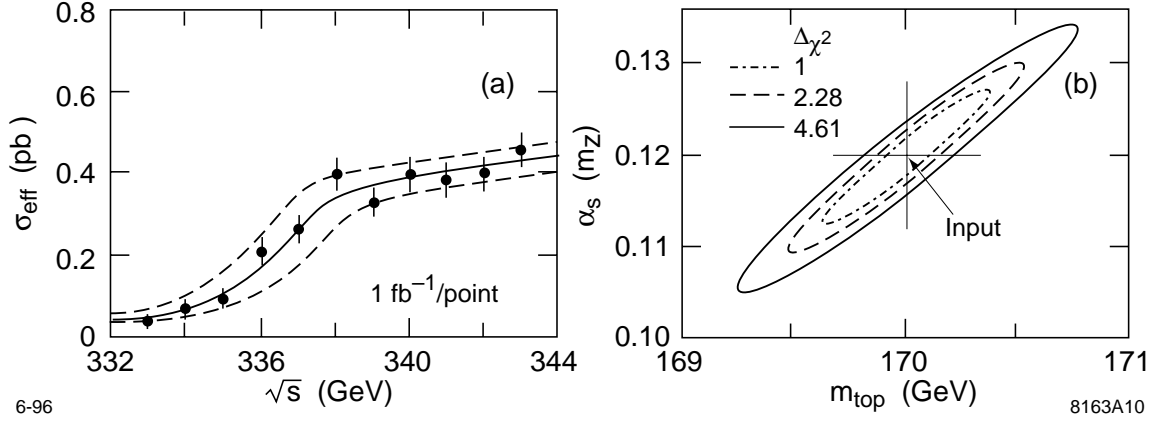 0.8
0.6
0.4
0.2
0
σeff (pb)
(a)
1 fb⁻¹/point
332 336 340 344
√s (GeV)
6-96
0.13
0.12
0.11
0.10
αs (mZ)
Δχ²
1
2.28
4.61
(b)
Input
169 170 171
mtop (GeV)
8163A10